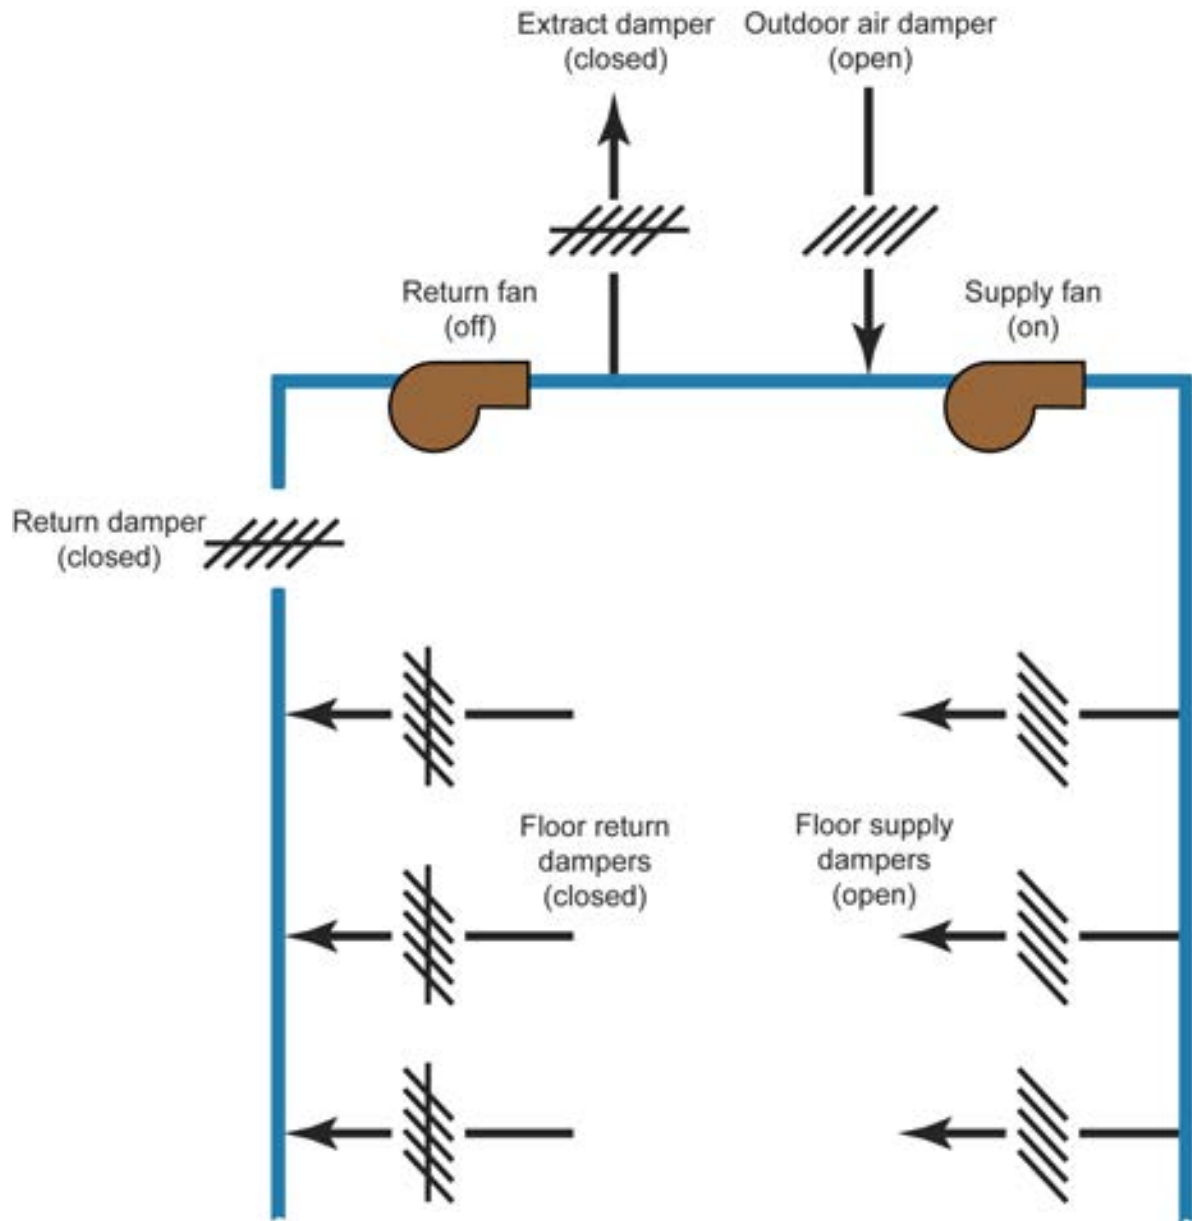 Extract damper
(closed)
Outdoor air damper
(open)
Return fan
(off)
Supply fan
(on)
Return damper
(closed)
Floor return
dampers
(closed)
Floor supply
dampers
(open)